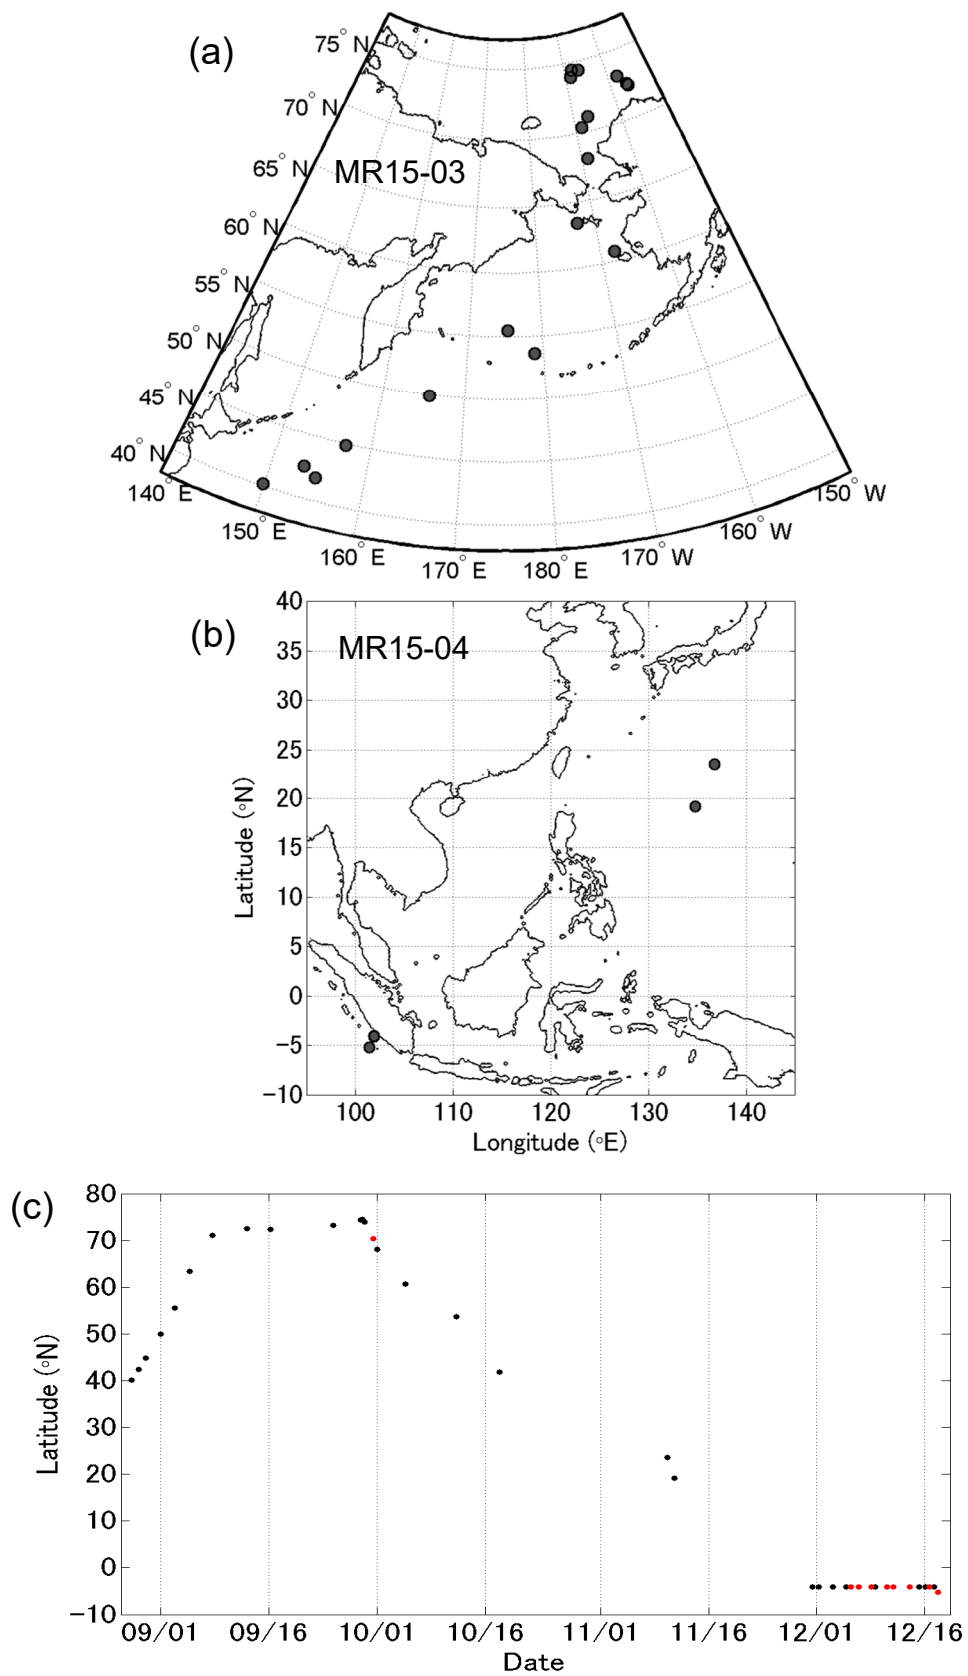 (a)
75° N
70° N
65° N
MR15-03
60° N
55° N
50° N
45° N
40° N
140° E
150° E
160° E
170° E
180° E
170° W
160° W
150° W
(b)
MR15-04
40
35
30
25
20
15
10
5
0
−5
−10
Latitude (°N)
100 110 120 130 140
Longitude (°E)
(c)
80
70
60
50
40
30
20
10
0
−10
Latitude (°N)
09/01 09/16 10/01 10/16 11/01 11/16 12/01 12/16
Date